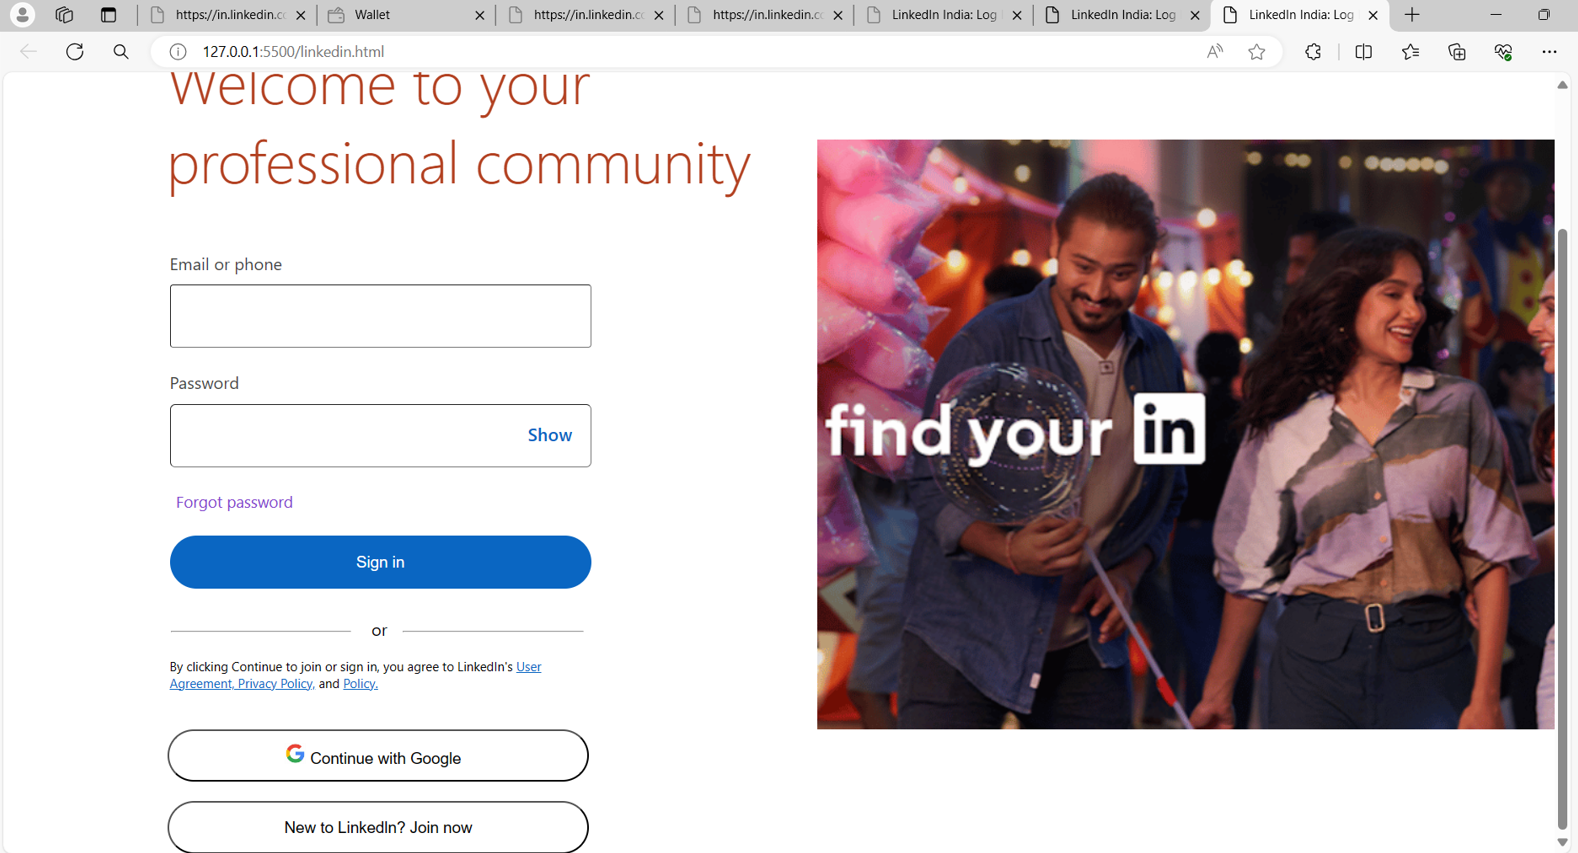 https://in.linkedin.cc
Wallet
https://in.linkedin.cc
https://in.linkedin.cc
LinkedIn India: Log
LinkedIn India: Log
LinkedIn India: Log
127.0.0.1:5500/linkedin.html
Welcome to your
professional community
Email or phone
Password
Show
Forgot password
Sign in
or
By clicking Continue to join or sign in, you agree to LinkedIn's User
Agreement, Privacy Policy, and Policy.
Continue with Google
New to LinkedIn? Join now
find your in